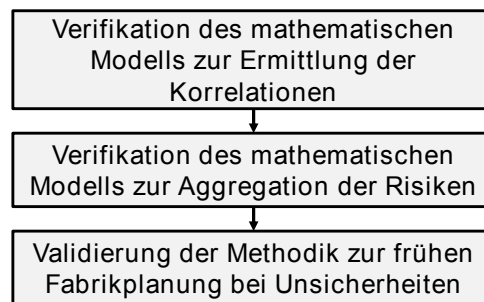 Verifikation des mathematischen
Modells zur Ermittlung der
Korrelationen
Verifikation des mathematischen
Modells zur Aggregation der Risiken
Validierung der Methodik zur frühen
Fabrikplanung bei Unsicherheiten